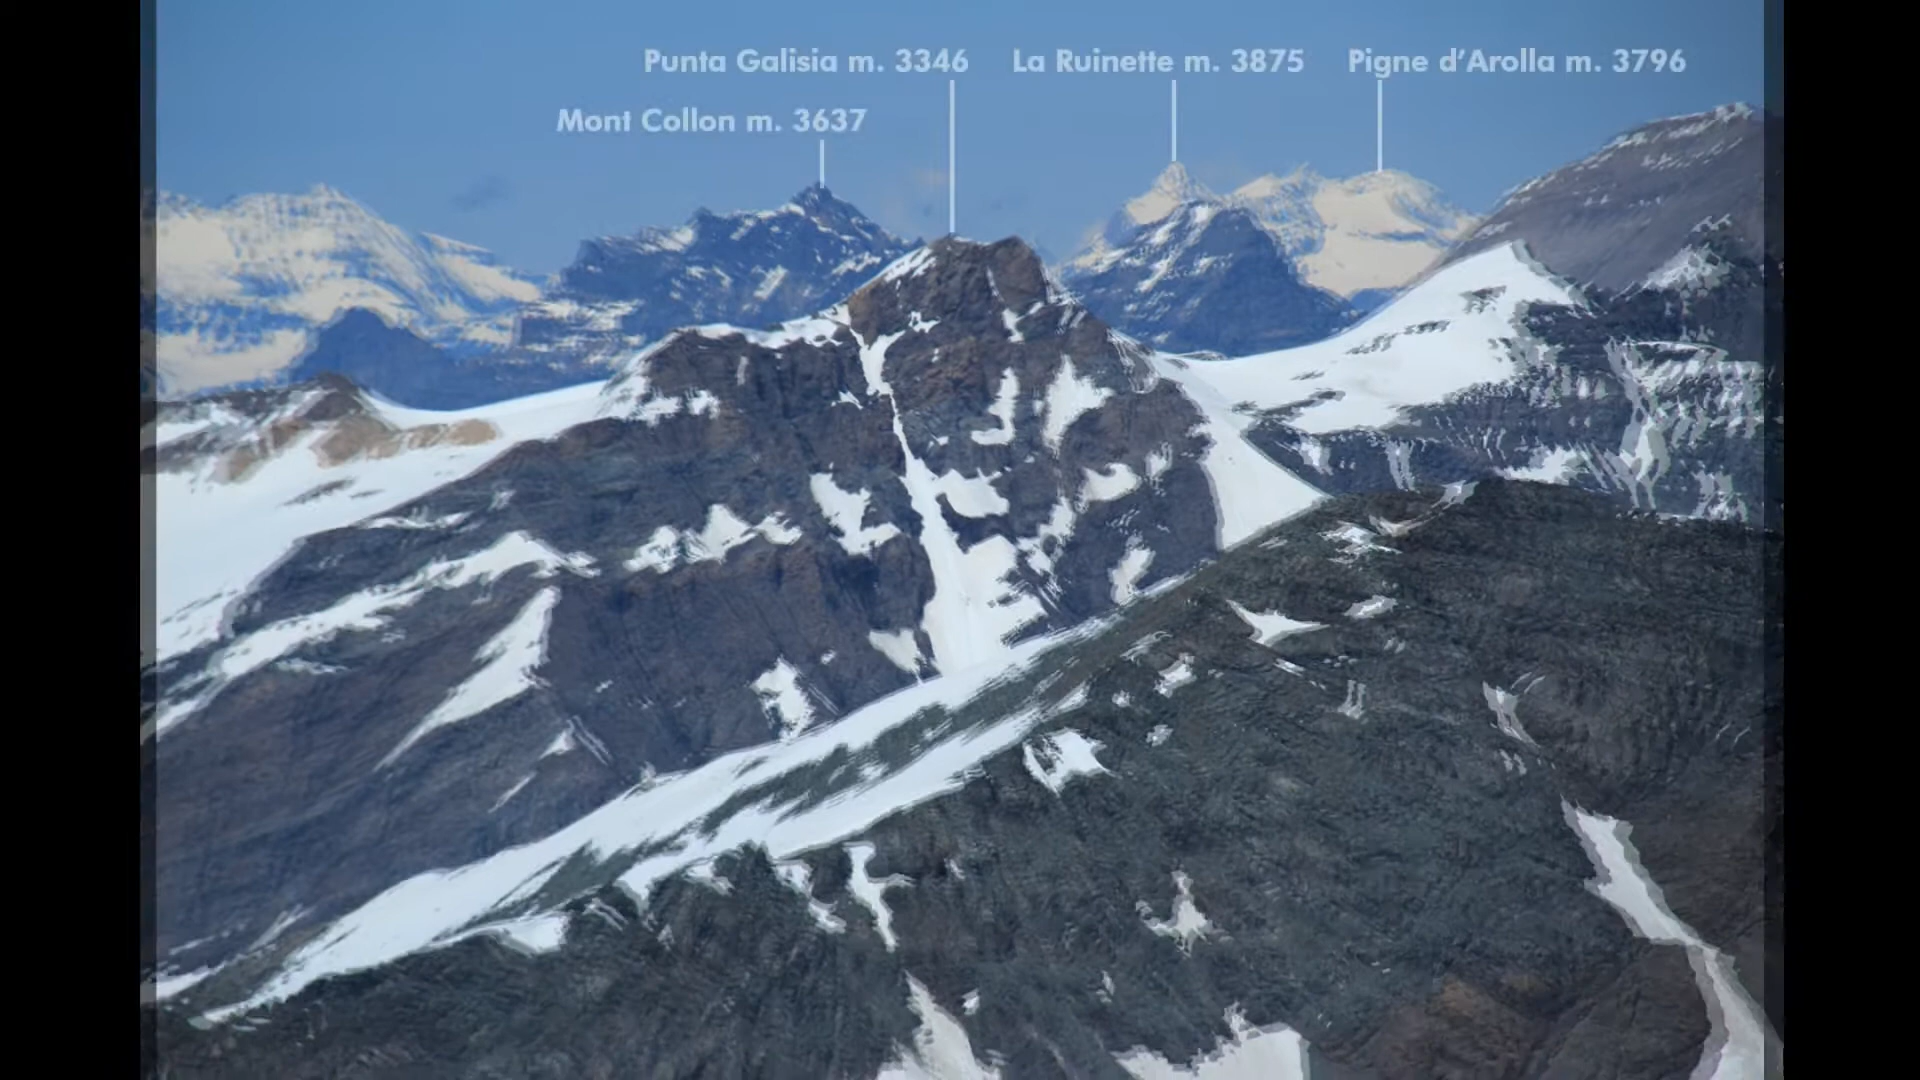 Punta Galisia m. 3346
La Ruinette m. 3875
Pigne d'Arolla m. 3796
Mont Collon m. 3637